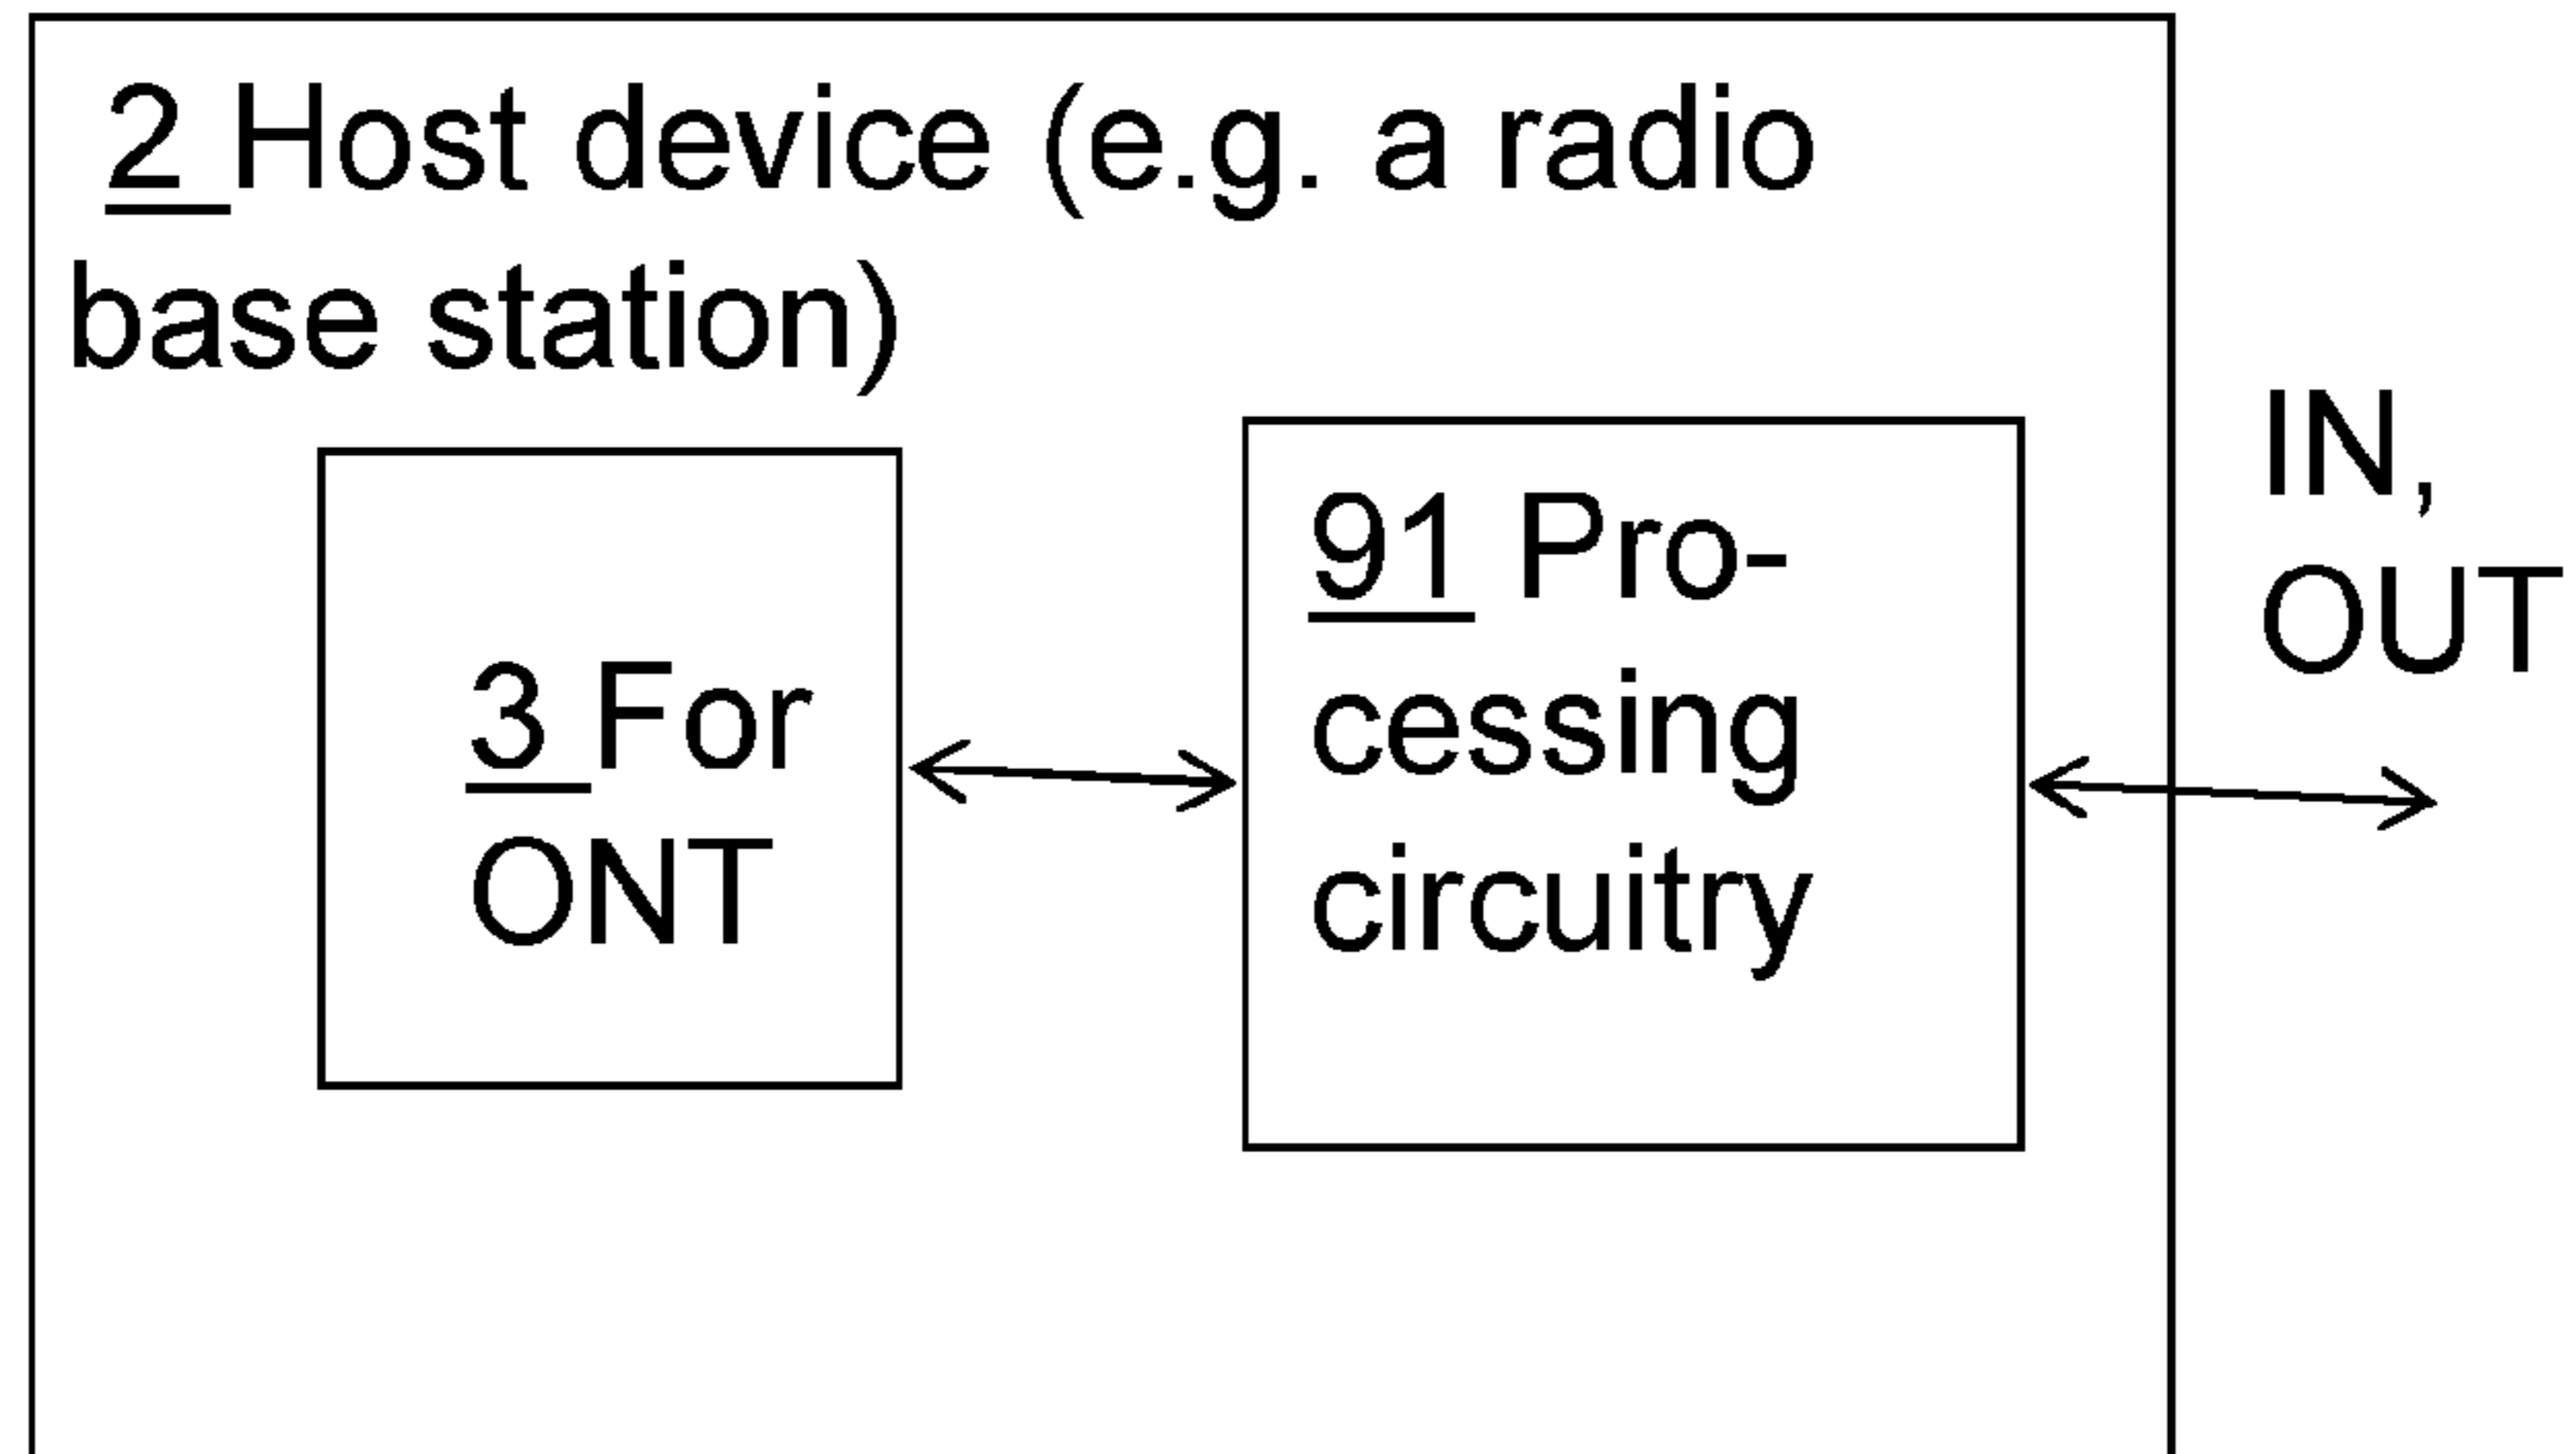 2 Host device (e.g. a radio
base station)
3 For
ONT
91 Pro-
cessing
circuitry
IN,
OUT